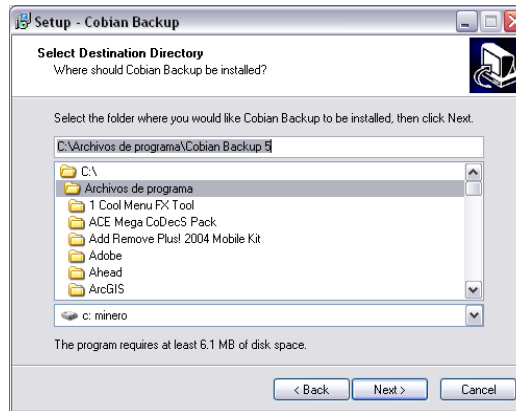 Setup - Cobian Backup
Select Destination Directory
Where should Cobian Backup be installed?
Select the folder where you would like Cobian Backup to be installed, then click Next.
C:\Archivos de programa\Cobian Backup 5
C:\
Archivos de programa
1 Cool Menu FX Tool
ACE Mega CoDecS Pack
Add Remove Plus! 2004 Mobile Kit
Adobe
Ahead
ArcGIS
c: minero
The program requires at least 6.1 MB of disk space.
< Back Next > Cancel